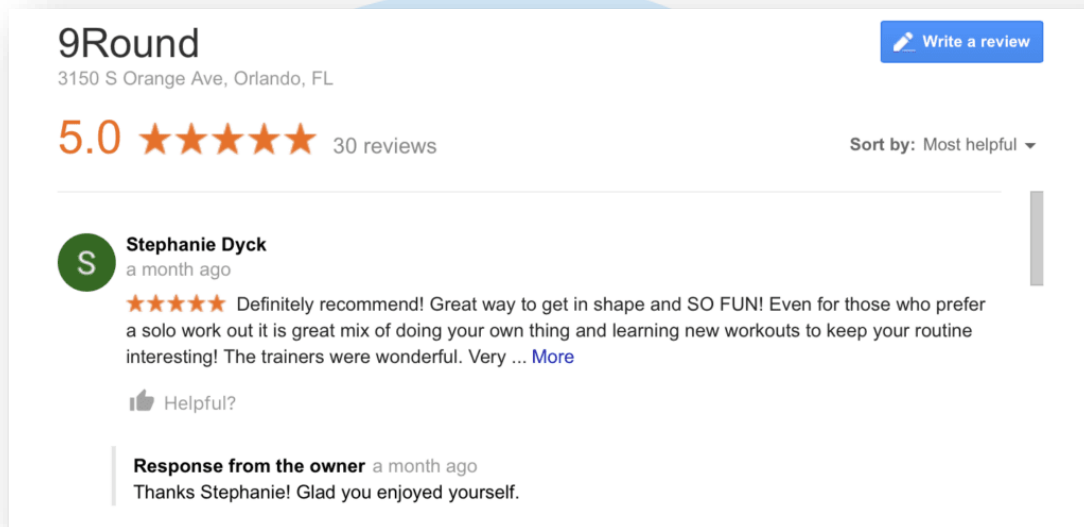 9Round
Write a review
3150 S Orange Ave, Orlando, FL
5.0 30 reviews
Sort by: Most helpful
Stephanie Dyck
S
a month ago
Definitely recommend! Great way to get in shape and SO FUN! Even for those who prefer
a solo work out it is great mix of doing your own thing and learning new workouts to keep your routine
interesting! The trainers were wonderful. Very ... More
Helpful?
Response from the owner a month ago
Thanks Stephanie! Glad you enjoyed yourself.